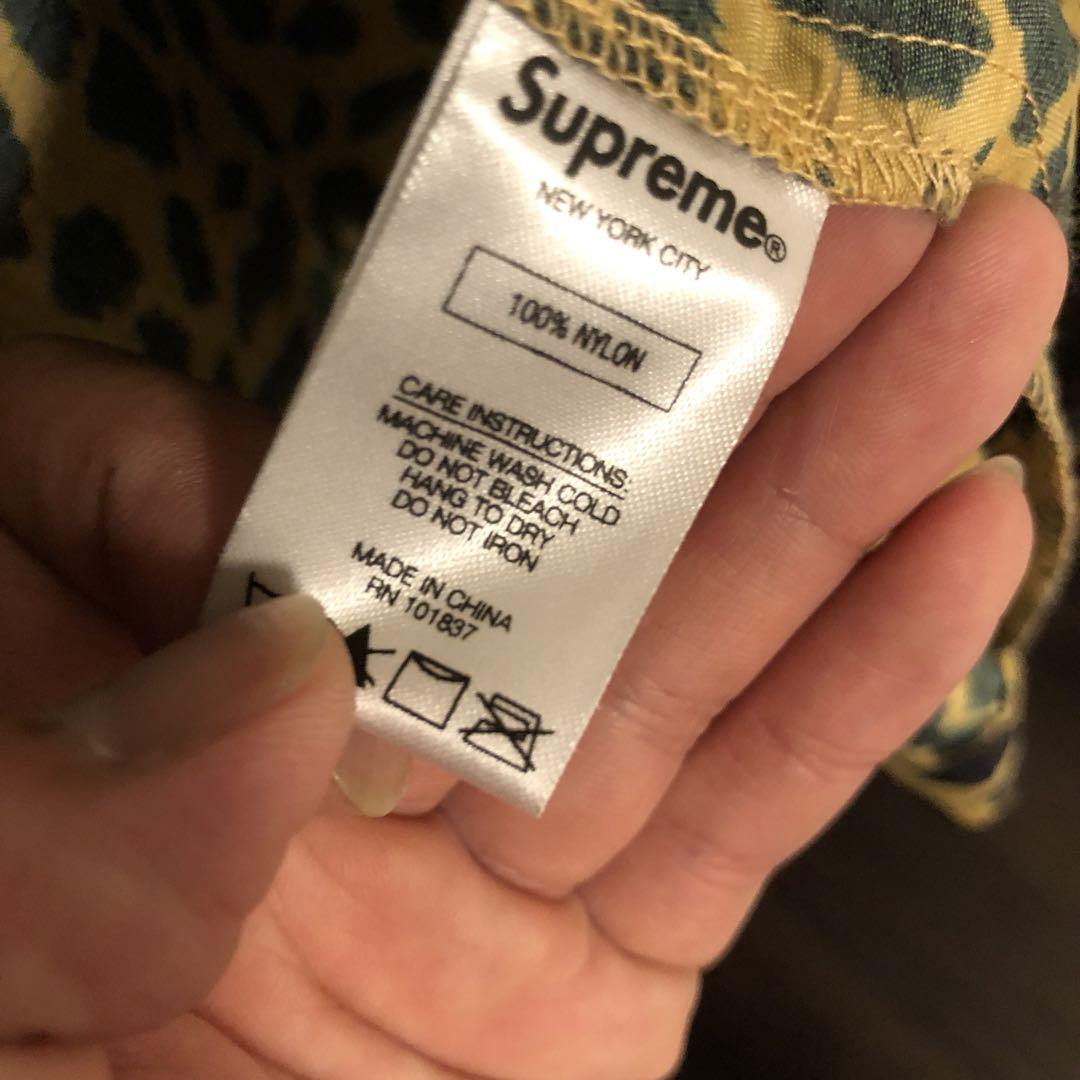 Supreme®
NEW YORK CITY
100% NYLON
CARE INSTRUCTIONS:
MACHINE WASH COLD
DO NOT BLEACH
HANG TO DRY
DO NOT IRON
MADE IN CHINA
RN 101837